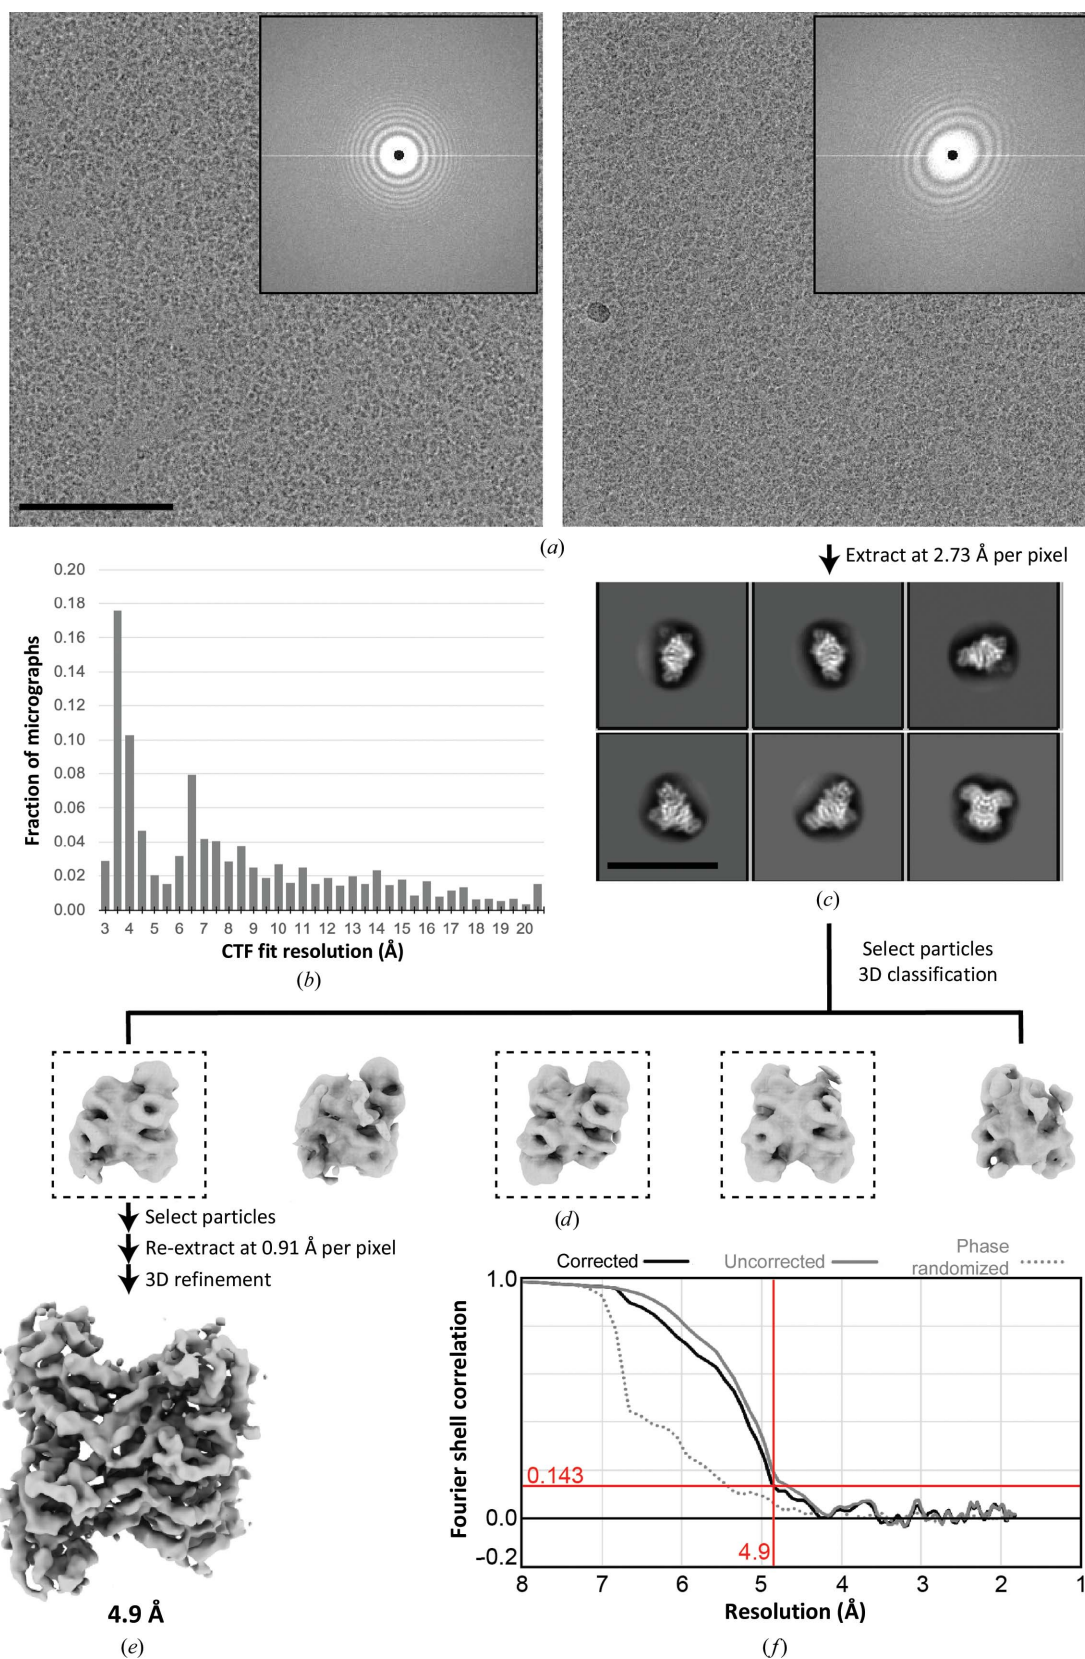 (a)
Extract at 2.73 Å per pixel
0.20
0.18
0.16
0.14
0.12
0.10
0.08
0.06
0.04
0.02
0.00
Fraction of micrographs
3 4 5 6 7 8 9 10 11 12 13 14 15 16 17 18 19 20
CTF fit resolution (Å)
(b)
(c)
Select particles
3D classification
(d)
Select particles
Re-extract at 0.91 Å per pixel
3D refinement
4.9 Å
(e)
Corrected
Uncorrected
Phase
randomized
1.0
0.143
0.0
-0.2
4.9
Fourier shell correlation
8 7 6 5 4 3 2 1
Resolution (Å)
(f)